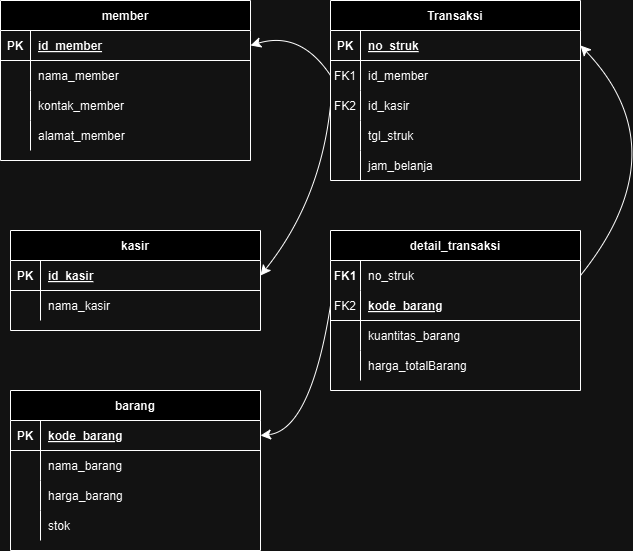 member
PK id_member
nama_member
kontak_member
alamat_member
Transaksi
PK no_struk
FK1 id_member
FK2 id_kasir
tgl_struk
jam_belanja
kasir
PK id_kasir
nama_kasir
detail_transaksi
FK1 no_struk
FK2 kode_barang
kuantitas_barang
harga_totalBarang
barang
PK kode_barang
nama_barang
harga_barang
stok